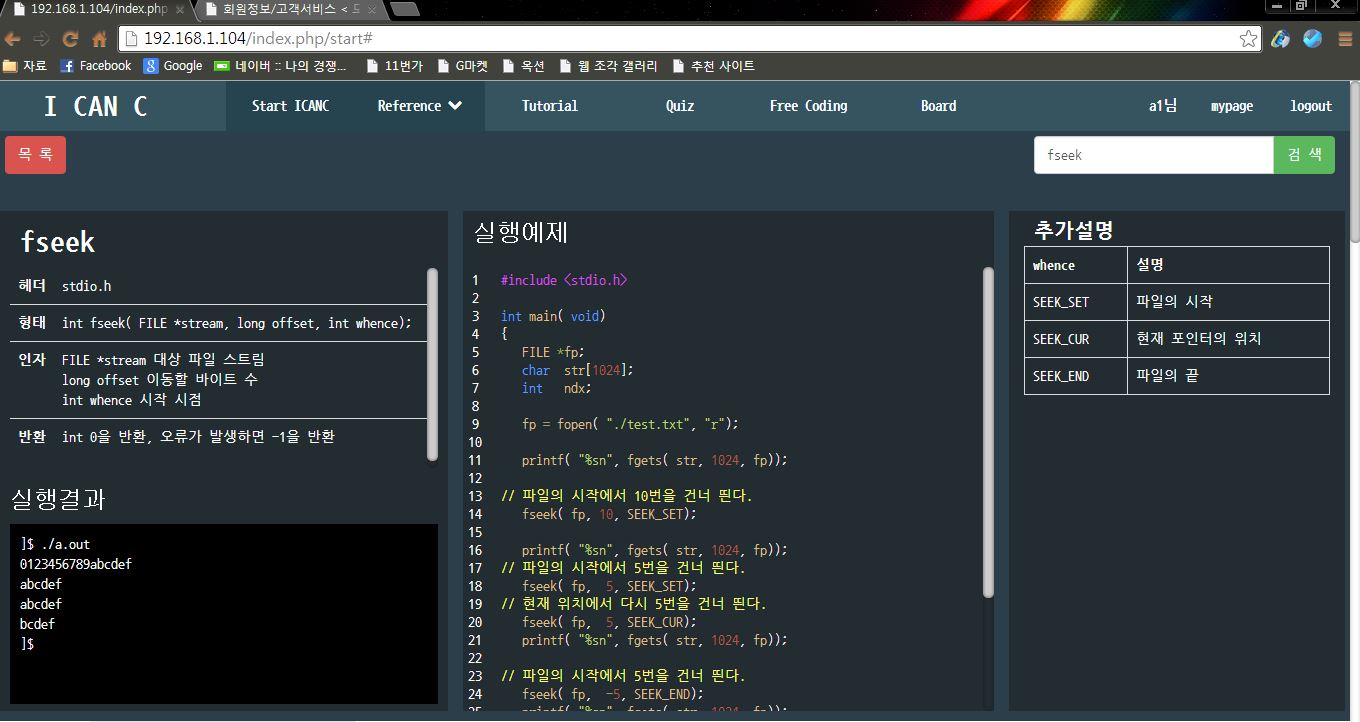 192.168.1.104/index.php
회원정보/고객서비스 < 도
192.168.1.104/index.php/start#
자료 Facebook Google 네이버 :: 나의 경쟁... 11번가 G마켓 옥션 웹 조각 갤러리 추천 사이트
I CAN C Start ICANC Reference Tutorial Quiz Free Coding Board a1님 mypage logout
목 록
fseek 검 색
fseek
헤더 stdio.h
형태 int fseek( FILE *stream, long offset, int whence);
인자 FILE *stream 대상 파일 스트림
long offset 이동할 바이트 수
int whence 시작 시점
반환 int 0을 반환, 오류가 발생하면 -1을 반환
실행결과
]$ ./a.out
0123456789abcdef
abcdef
abcdef
bcdef
]$
실행예제
1 #include <stdio.h>
2
3 int main( void)
4 {
5 FILE *fp;
6 char str[1024];
7 int ndx;
8
9 fp = fopen( "./test.txt", "r");
10
11 printf( "%sn", fgets( str, 1024, fp));
12
13 // 파일의 시작에서 10번을 건너 띈다.
14 fseek( fp, 10, SEEK_SET);
15
16 printf( "%sn", fgets( str, 1024, fp));
17 // 파일의 시작에서 5번을 건너 띈다.
18 fseek( fp, 5, SEEK_SET);
19 // 현재 위치에서 다시 5번을 건너 띈다.
20 fseek( fp, 5, SEEK_CUR);
21 printf( "%sn", fgets( str, 1024, fp));
22
23 // 파일의 시작에서 5번을 건너 띈다.
24 fseek( fp, -5, SEEK_END);
25 printf( "%sn", fgets( str, 1024, fp));
추가설명
whence 설명
SEEK_SET 파일의 시작
SEEK_CUR 현재 포인터의 위치
SEEK_END 파일의 끝